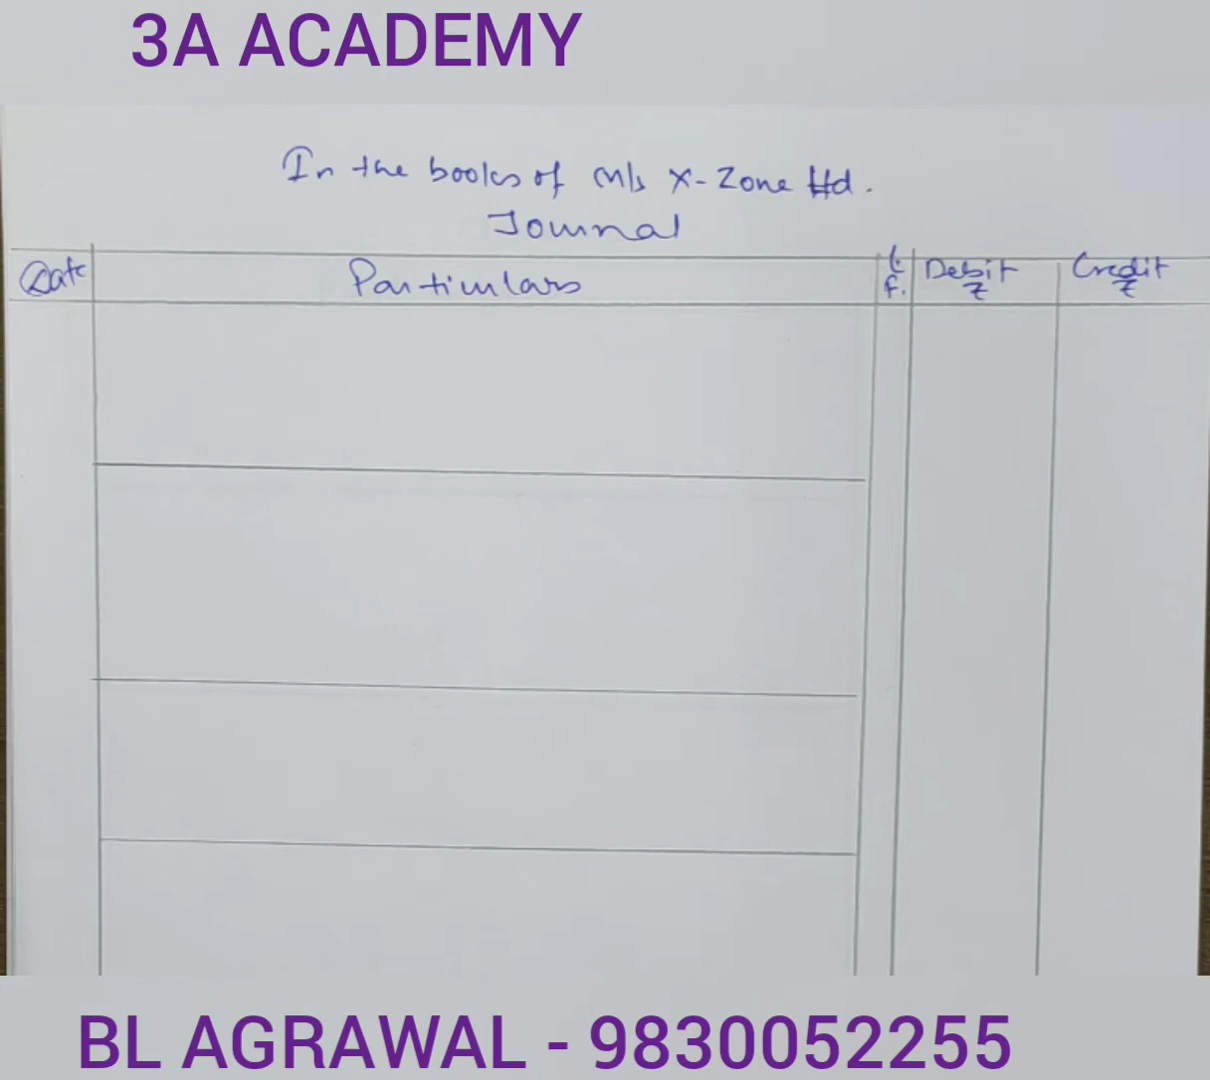 3A ACADEMY
In the books of M/s X-Zone Ltd.
Journal
Date Particulars L.F. Debit ₹ Credit ₹
BL AGRAWAL - 9830052255